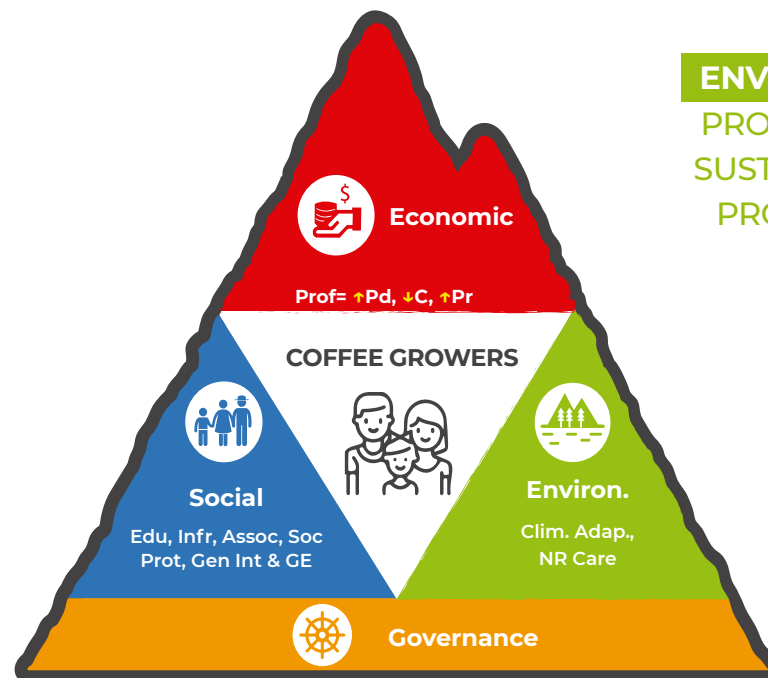 ENV
PRO
SUST
PRO
$
Economic
Prof= ↑Pd, ↓C, ↑Pr
COFFEE GROWERS
Social
Edu, Infr, Assoc, Soc
Prot, Gen Int & GE
Environ.
Clim. Adap.,
NR Care
Governance